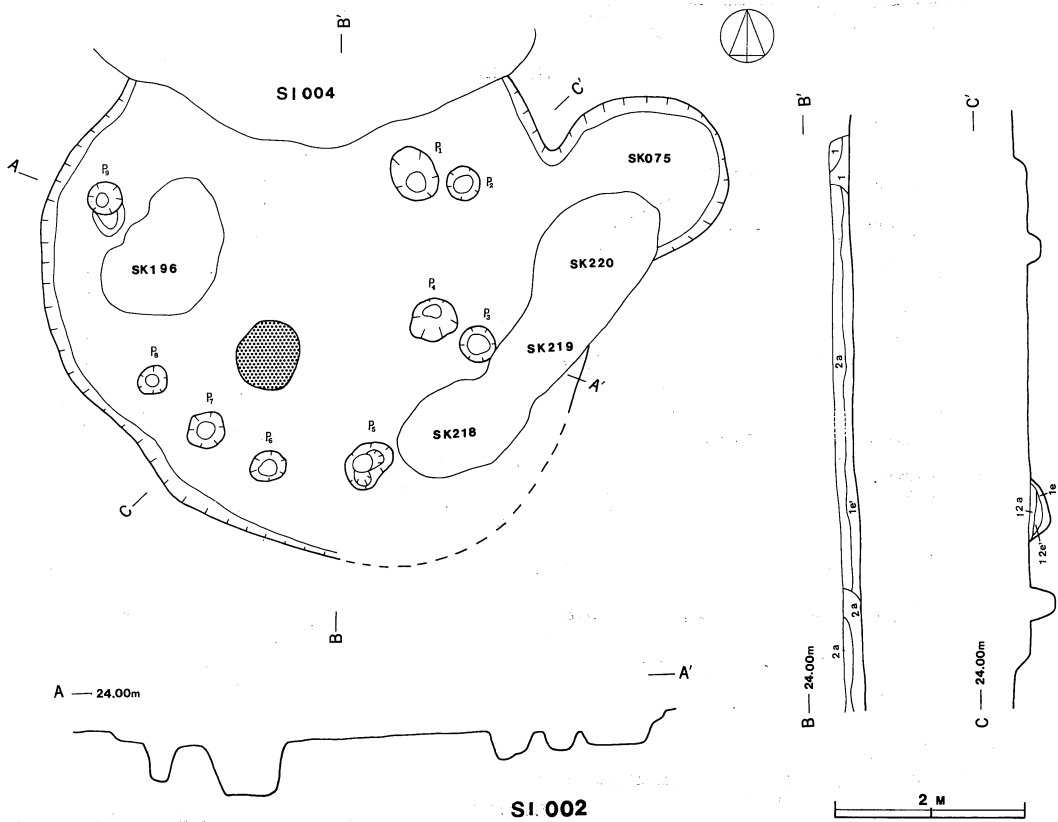 B'
SI004
C'
A
P1
P2
P9
SK075
SK196
SK220
P4
P3
SK219
A'
P8
P7
P6
P5
SK218
C
B
A — 24.00m
A'
SI 002
B'
1
1
2a
1e'
2a
2a
B — 24.00m
C'
1e
12a
12e'
C — 24.00m
2 M